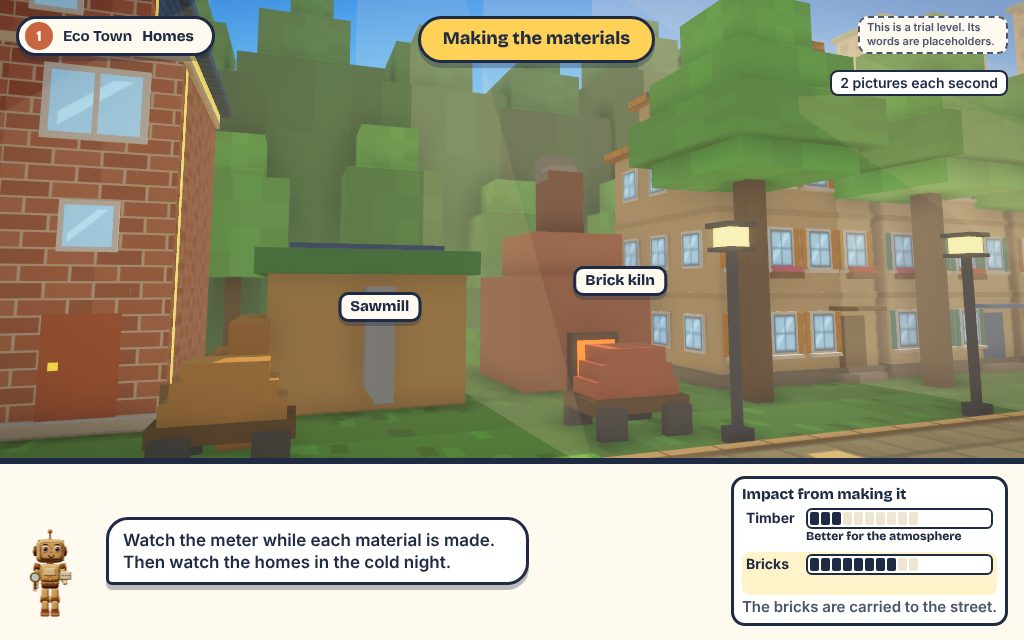 1 Eco Town Homes
Making the materials
This is a trial level. Its
words are placeholders.
2 pictures each second
Sawmill
Brick kiln
Watch the meter while each material is made.
Then watch the homes in the cold night.
Impact from making it
Timber
Better for the atmosphere
Bricks
The bricks are carried to the street.